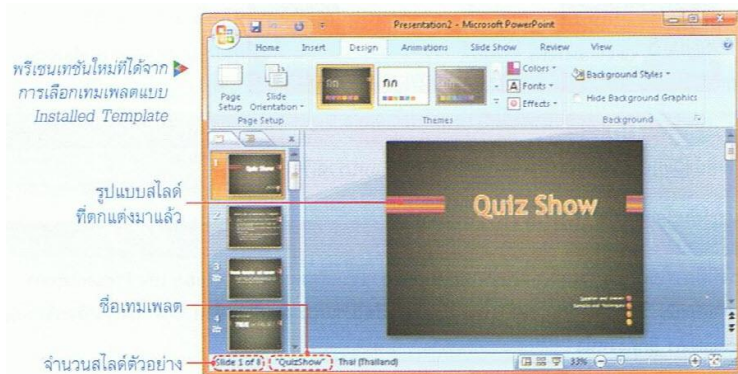 Presentation2 - Microsoft PowerPoint
Home Insert Design Animations Slide Show Review View
พรีเซนเทชันใหม่ที่ได้จาก
การเลือกเทมเพลตแบบ
Installed Template
Page Setup
Slide Orientation
Colors
Fonts
Effects
Background Styles
Hide Background Graphics
Page Setup Themes Background
1
Quiz Show
2
3
4
รูปแบบสไลด์
ที่ตกแต่งมาแล้ว
Quiz Show
ชื่อเทมเพลต
จำนวนสไลด์ตัวอย่าง
Slide 1 of 8 "QuizShow" Thai (Thailand) 33%